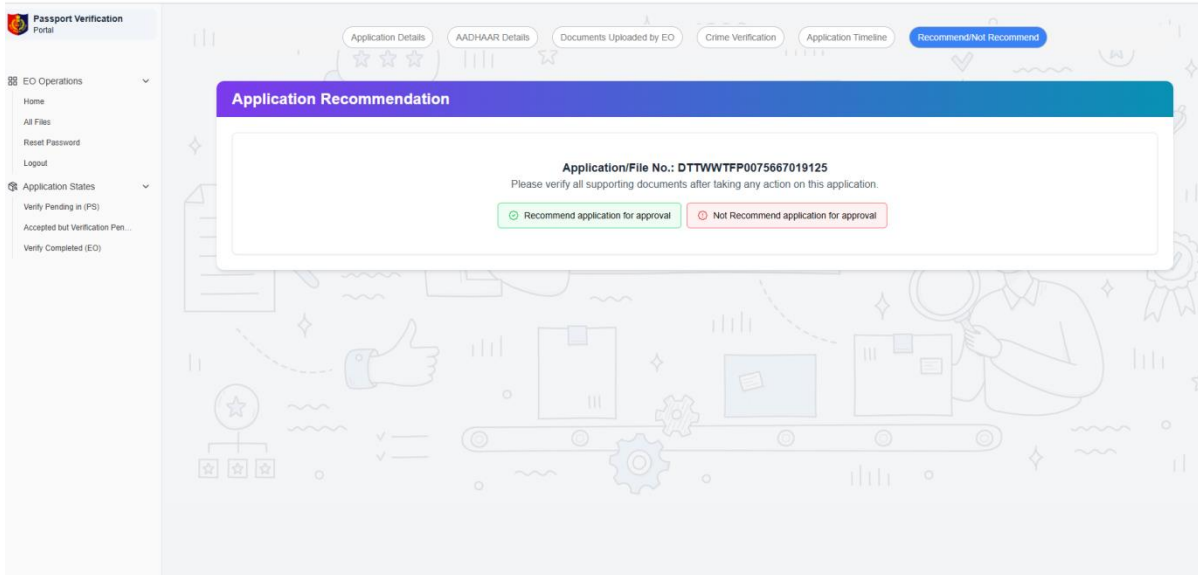 Passport Verification
Portal
EO Operations
Home
All Files
Reset Password
Logout
Application States
Verify Pending in (PS)
Accepted but Verification Pen...
Verify Completed (EO)
Application Details
AADHAAR Details
Documents Uploaded by EO
Crime Verification
Application Timeline
Recommend/Not Recommend
Application Recommendation
Application/File No.: DTTWWTFP0075667019125
Please verify all supporting documents after taking any action on this application.
Recommend application for approval
Not Recommend application for approval